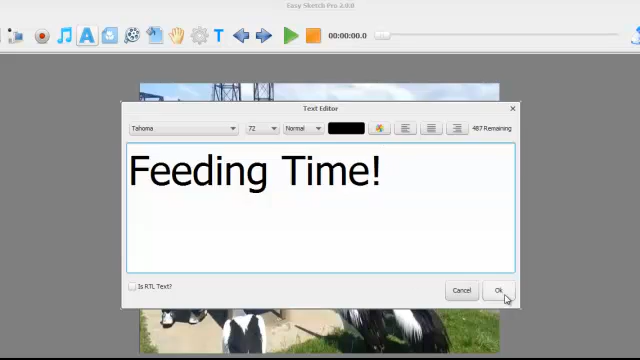 Easy Sketch Pro 2.0.0
A
T
00:00:00.0
Text Editor
Tahoma
72
Normal
487 Remaining
Feeding Time!
Is RTL Text?
Cancel
Ok